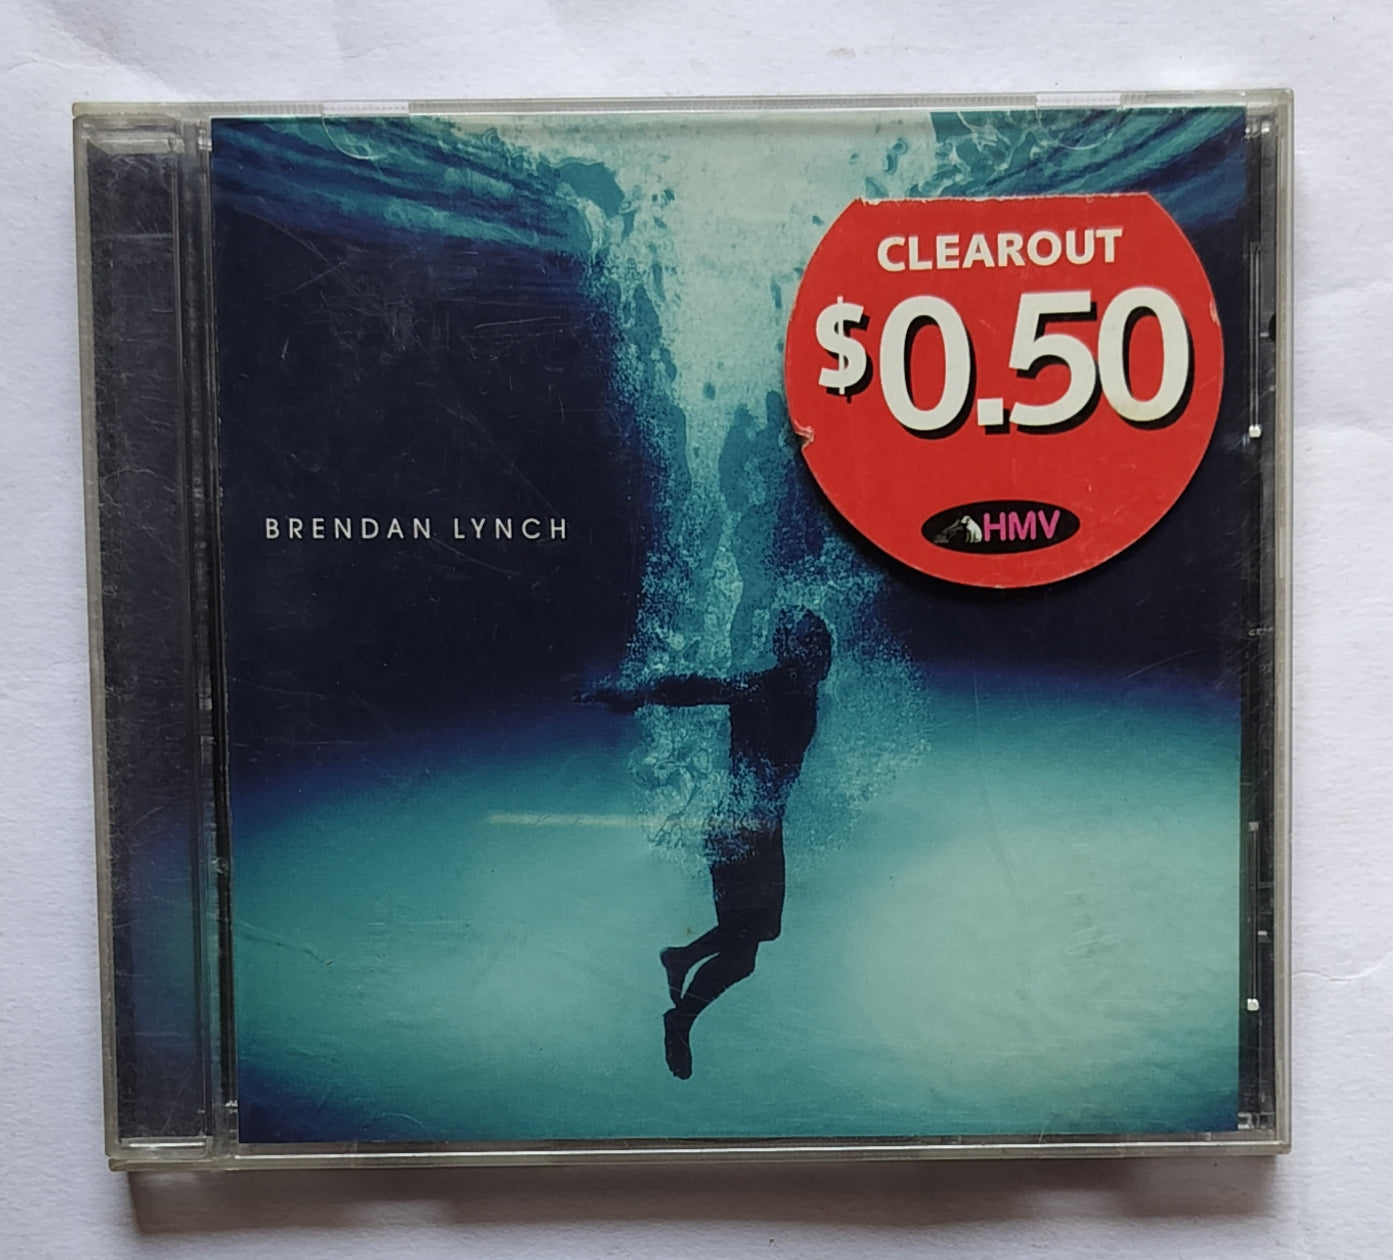 CLEAROUT
$0.50
HMV
BRENDAN LYNCH